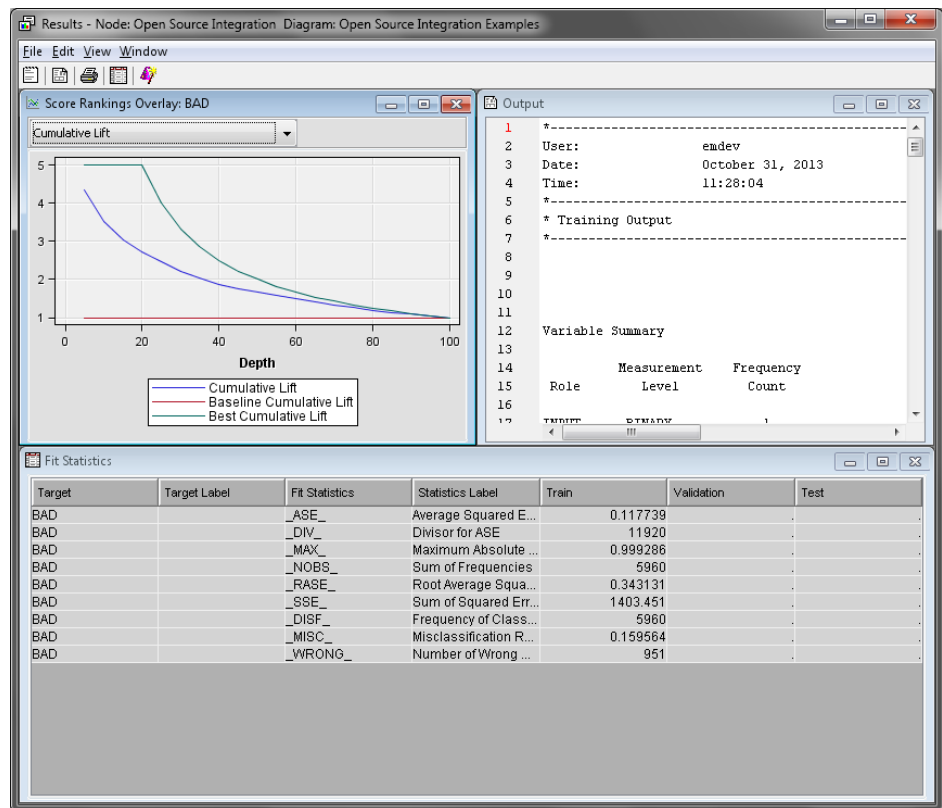 Results - Node: Open Source Integration Diagram: Open Source Integration Examples
File Edit View Window
Score Rankings Overlay: BAD
Cumulative Lift
5
4
3
2
1
0 20 40 60 80 100
Depth
Cumulative Lift
Baseline Cumulative Lift
Best Cumulative Lift
Output
1 *------------------------------------------------
2 User: emdev
3 Date: October 31, 2013
4 Time: 11:28:04
5 *------------------------------------------------
6 * Training Output
7 *------------------------------------------------
8
9
10
11
12 Variable Summary
13
14 Measurement Frequency
15 Role Level Count
16
17 INPUT BINARY 1
Fit Statistics
Target Target Label Fit Statistics Statistics Label Train Validation Test
BAD _ASE_ Average Squared E... 0.117739 . .
BAD _DIV_ Divisor for ASE 11920 . .
BAD _MAX_ Maximum Absolute ... 0.999286 . .
BAD _NOBS_ Sum of Frequencies 5960 . .
BAD _RASE_ Root Average Squa... 0.343131 . .
BAD _SSE_ Sum of Squared Err... 1403.451 . .
BAD _DISF_ Frequency of Class... 5960 . .
BAD _MISC_ Misclassification R... 0.159564 . .
BAD _WRONG_ Number of Wrong ... 951 . .